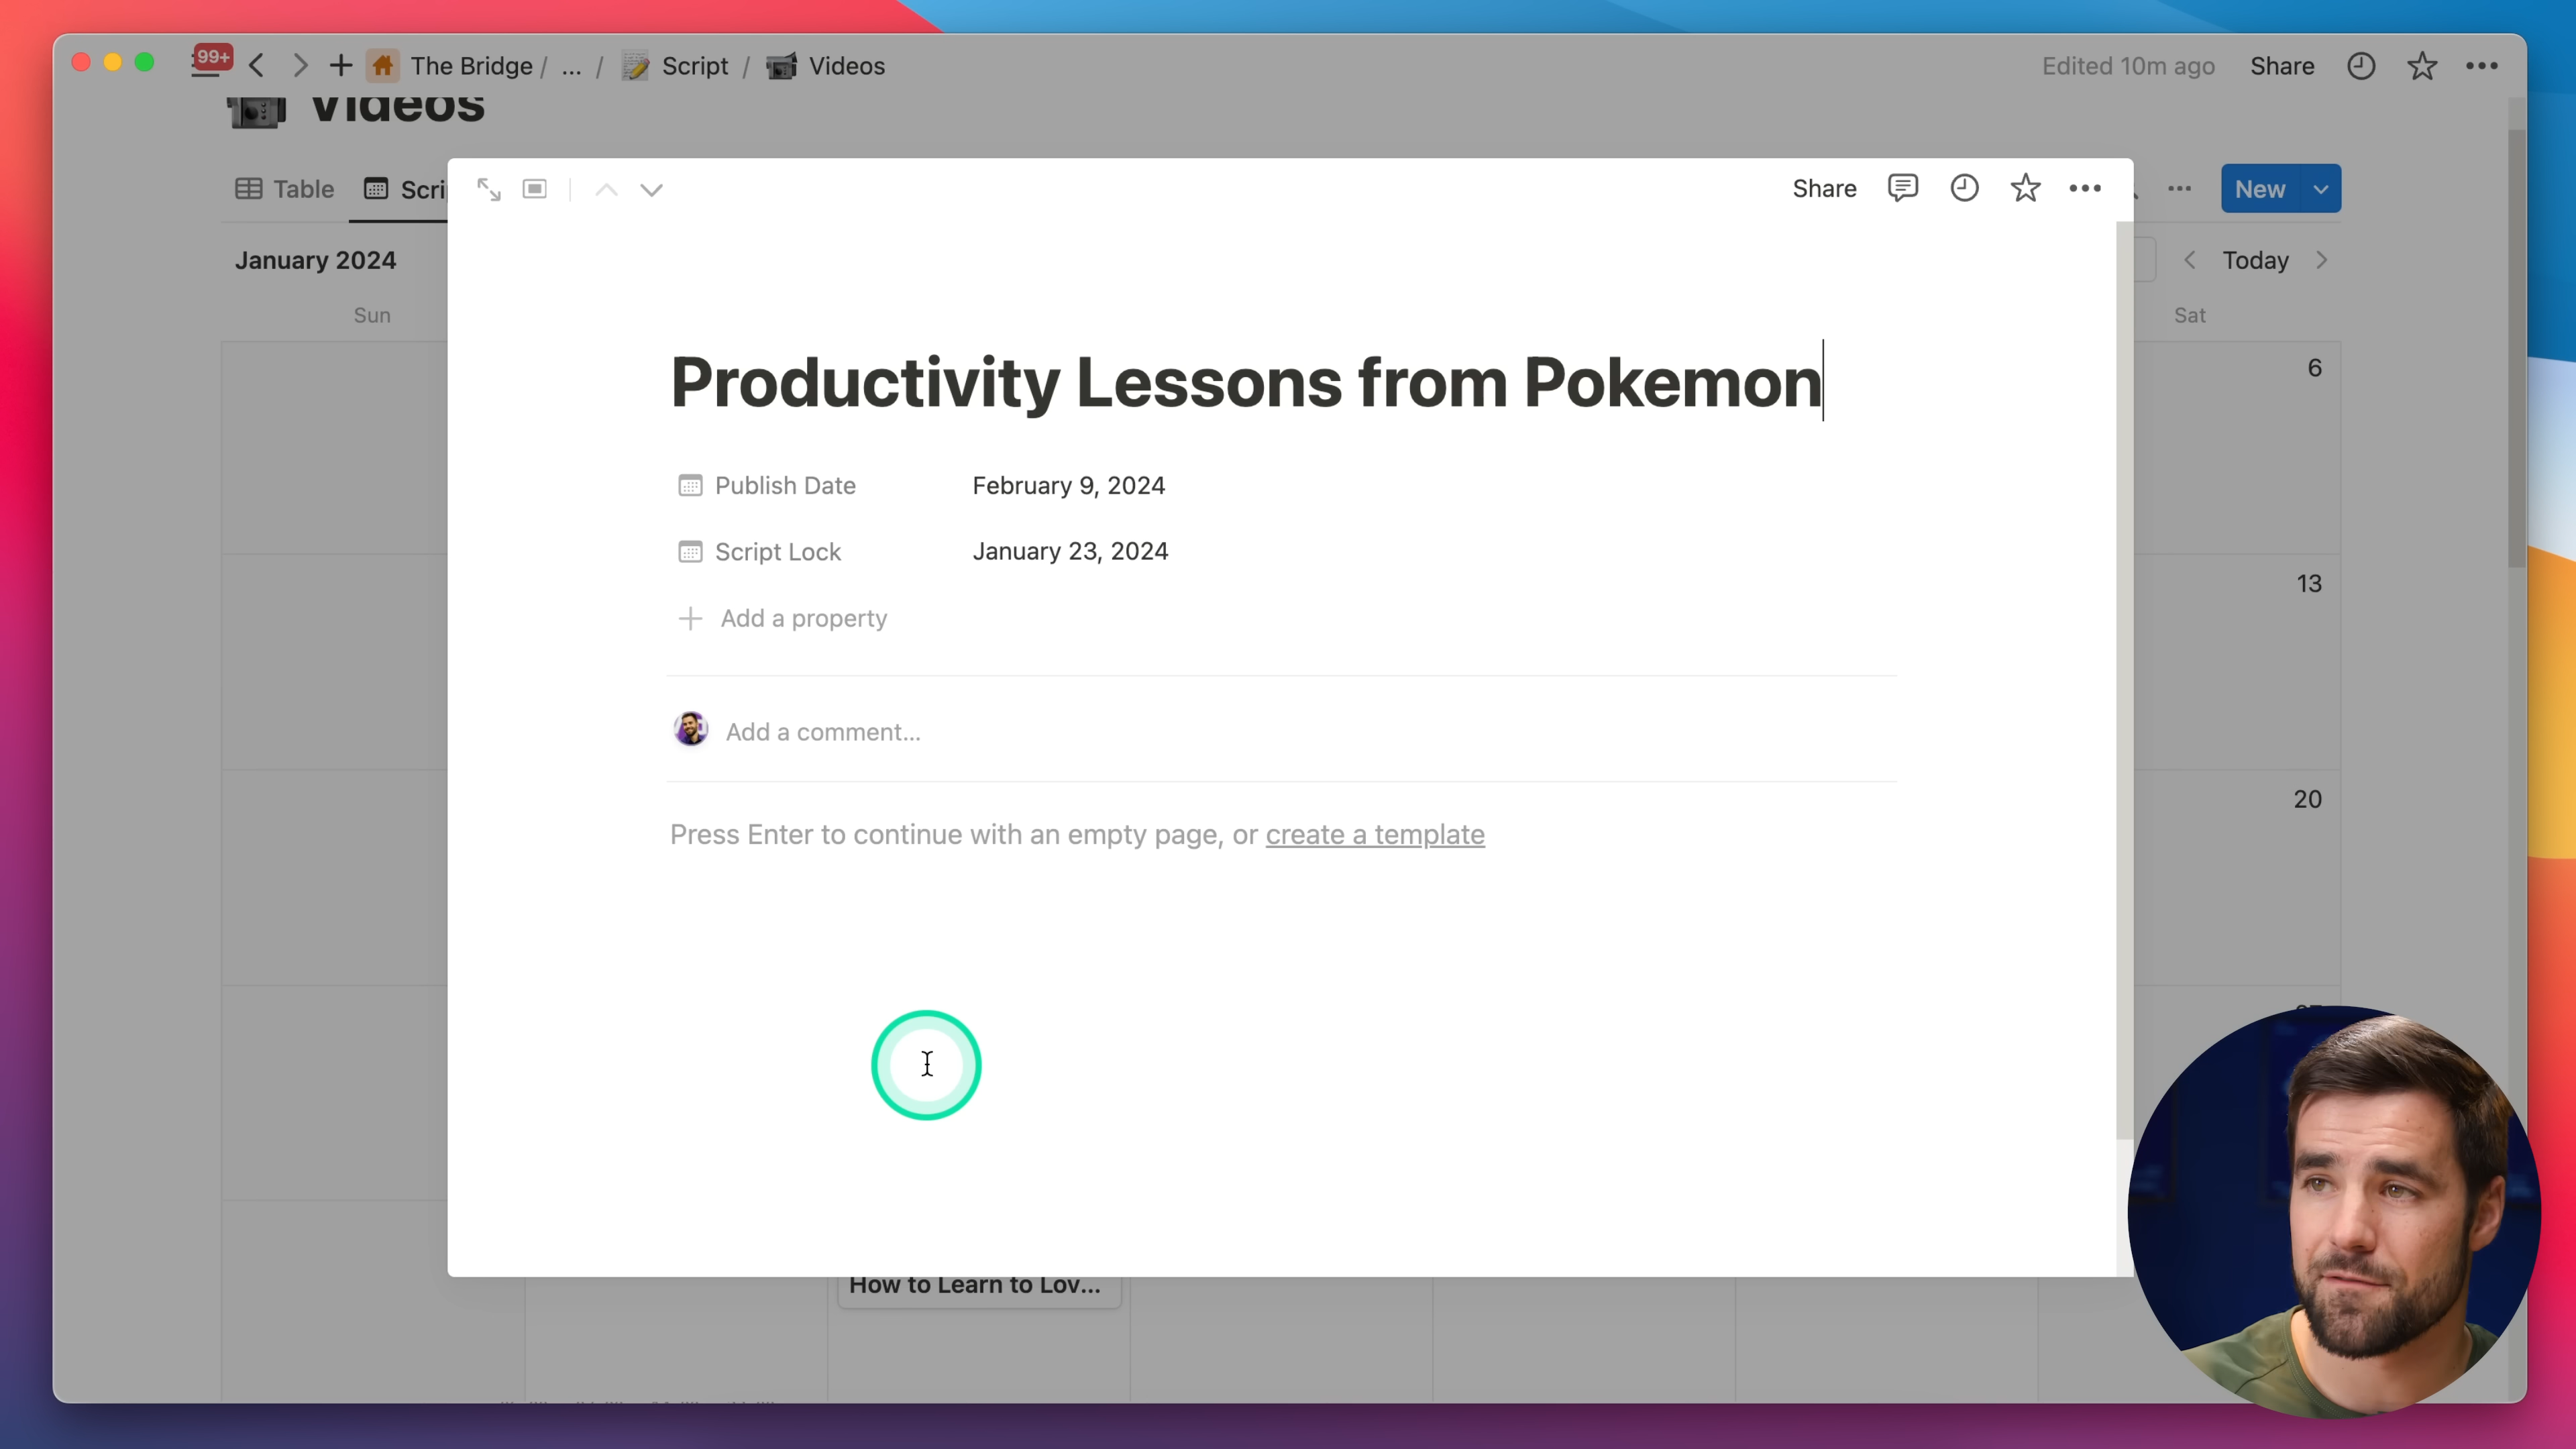 99+ The Bridge / ... / Script / Videos Edited 10m ago Share
Videos
Table Scri New
Share
January 2024 Today
Sun Sat
Productivity Lessons from Pokemon
6
Publish Date February 9, 2024
Script Lock January 23, 2024
13
Add a property
Add a comment...
20
Press Enter to continue with an empty page, or create a template
How to Learn to Lov...